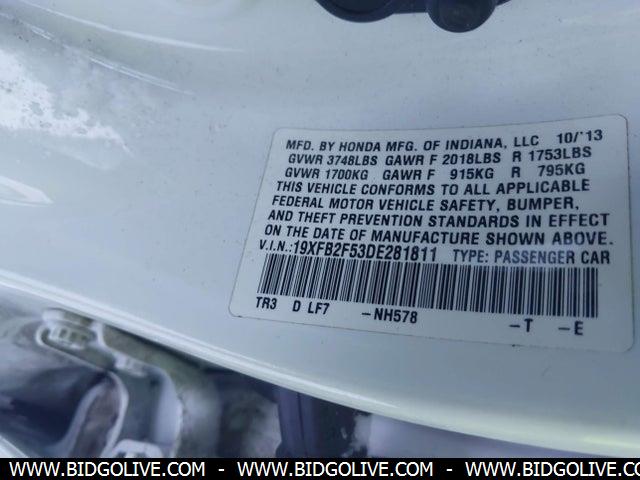 MFD. BY HONDA MFG. OF INDIANA, LLC 10/'13
GVWR 3748LBS GAWR F 2018LBS R 1753LBS
GVWR 1700KG GAWR F 915KG R 795KG
THIS VEHICLE CONFORMS TO ALL APPLICABLE
FEDERAL MOTOR VEHICLE SAFETY, BUMPER,
AND THEFT PREVENTION STANDARDS IN EFFECT
ON THE DATE OF MANUFACTURE SHOWN ABOVE.
V.I.N.:19XFB2F53DE281811 TYPE: PASSENGER CAR
TR3 D LF7 -NH578 -T -E
WWW.BIDGOLIVE.COM - WWW.BIDGOLIVE.COM - WWW.BIDGOLIVE.COM